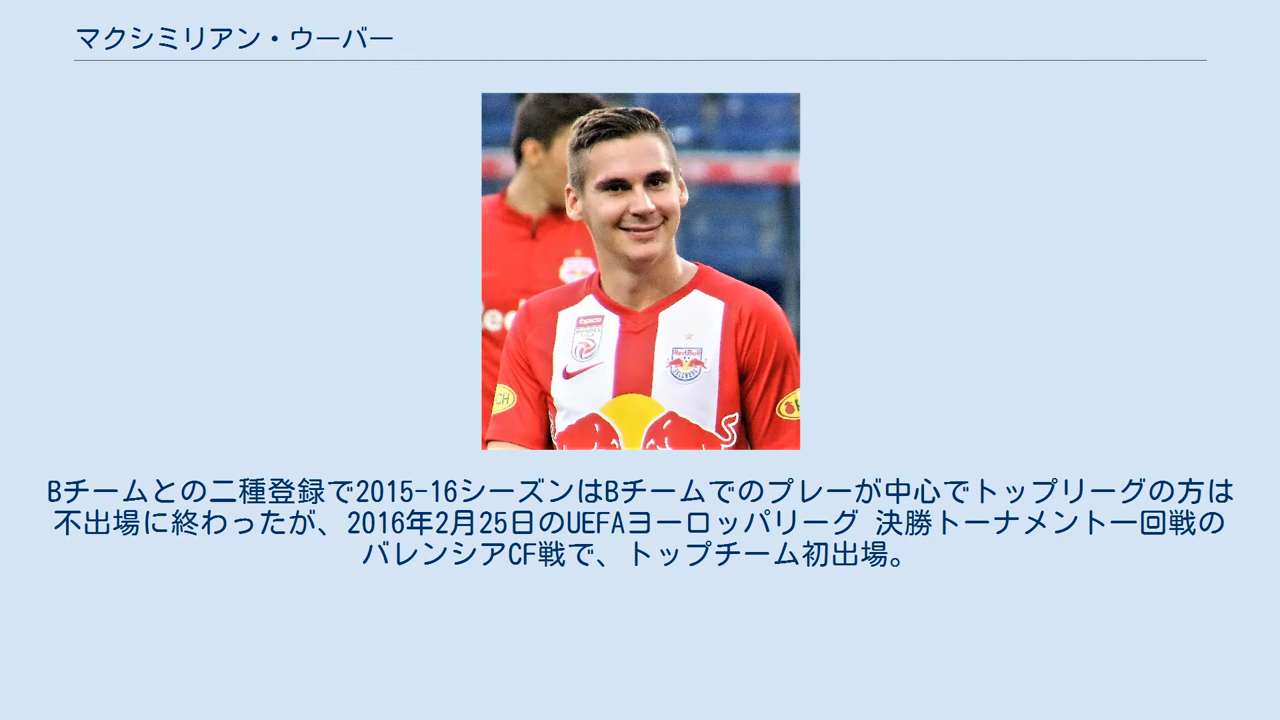 マクシミリアン・ウーバー
RedBull
Bチームとの二種登録で2015-16シーズンはBチームでのプレーが中心でトップリーグの方は
不出場に終わったが、2016年2月25日のUEFAヨーロッパリーグ 決勝トーナメント一回戦の
バレンシアCF戦で、トップチーム初出場。